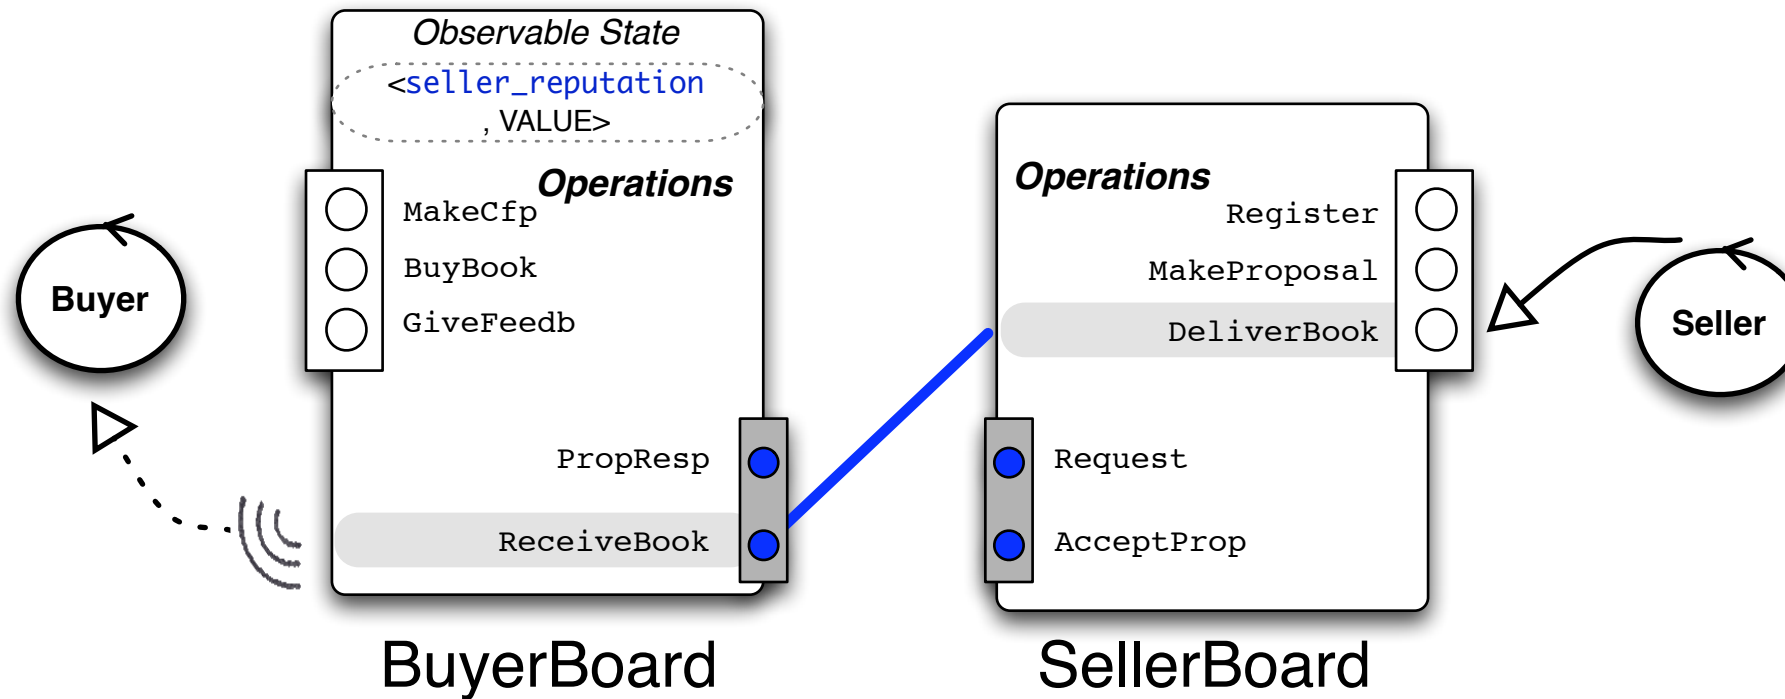 Observable State
<seller_reputation
, VALUE>
Operations
MakeCfp
BuyBook
GiveFeedb
PropResp
ReceiveBook
BuyerBoard
Buyer
Operations
Register
MakeProposal
DeliverBook
Request
AcceptProp
SellerBoard
Seller